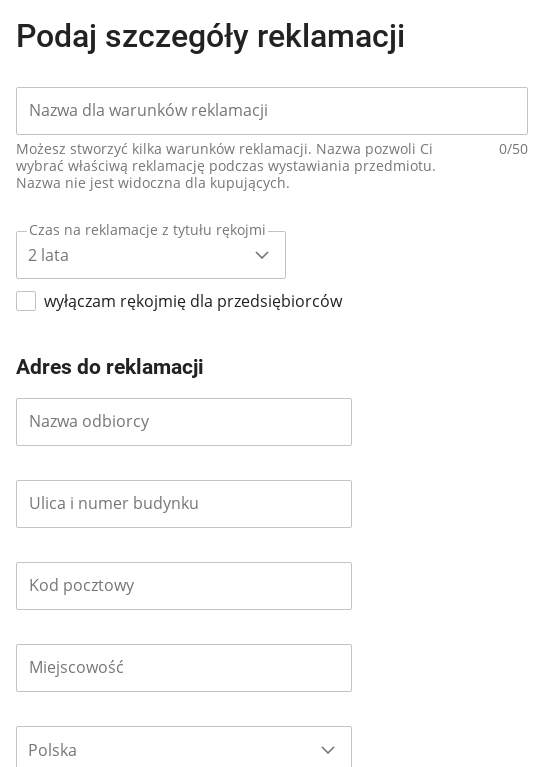 Podaj szczegóły reklamacji
Nazwa dla warunków reklamacji
Możesz stworzyć kilka warunków reklamacji. Nazwa pozwoli Ci 0/50
wybrać właściwą reklamację podczas wystawiania przedmiotu.
Nazwa nie jest widoczna dla kupujących.
Czas na reklamacje z tytułu rękojmi
2 lata
wyłączam rękojmię dla przedsiębiorców
Adres do reklamacji
Nazwa odbiorcy
Ulica i numer budynku
Kod pocztowy
Miejscowość
Polska